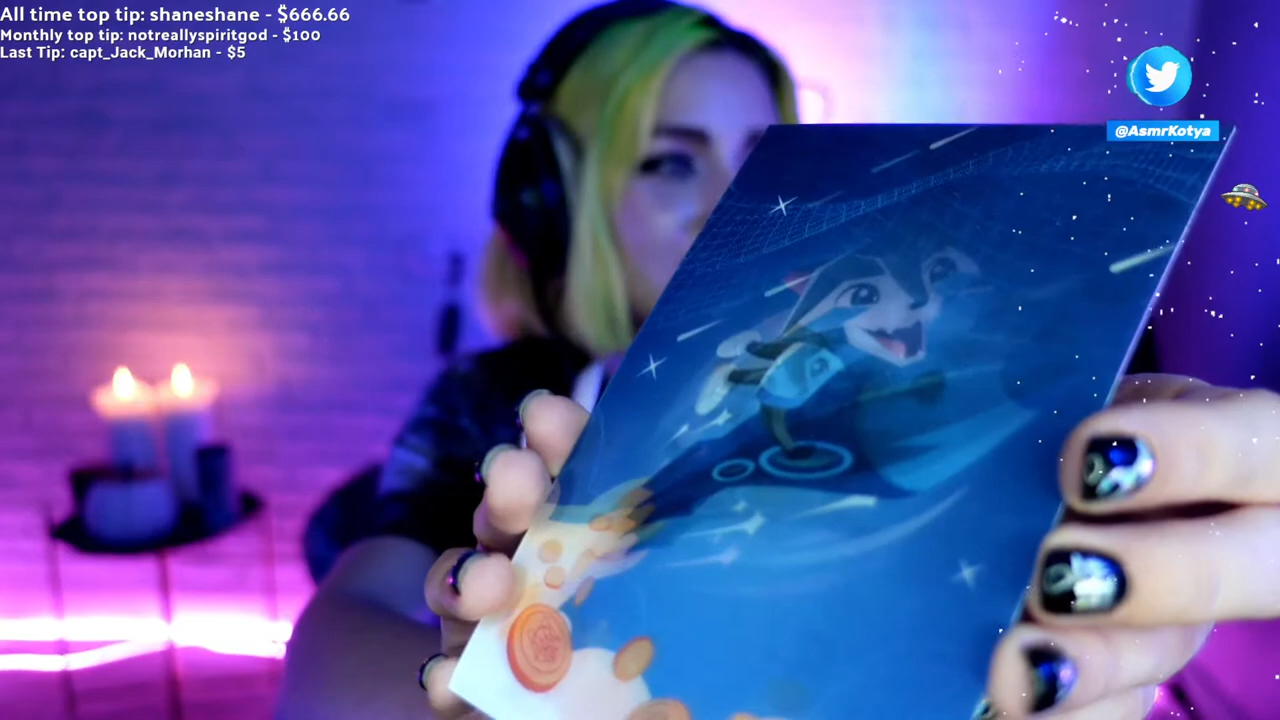 All time top tip: shaneshane - $666.66
Monthly top tip: notreallyspiritgod - $100
Last Tip: capt_Jack_Morhan - $5
@AsmrKotya